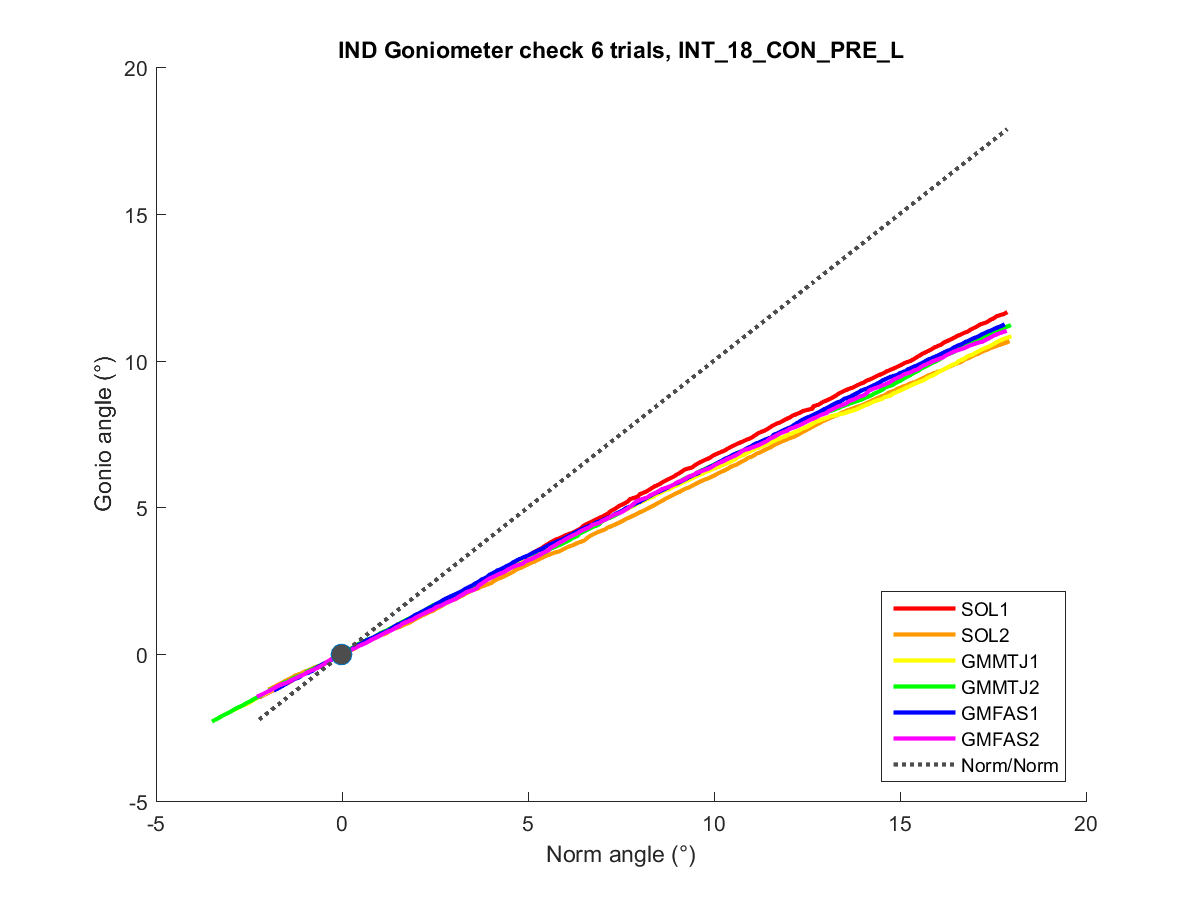 IND Goniometer check 6 trials, INT_18_CON_PRE_L
20
15
10
5
0
-5
Gonio angle (°)
-5 0 5 10 15 20
Norm angle (°)
SOL1
SOL2
GMMTJ1
GMMTJ2
GMFAS1
GMFAS2
Norm/Norm